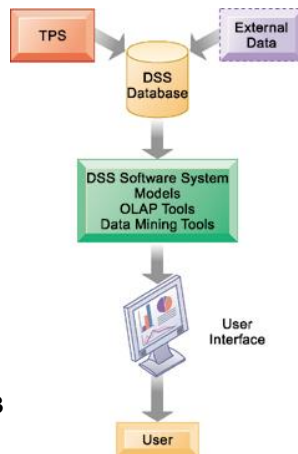 TPS
External
Data
DSS
Database
DSS Software System
Models
OLAP Tools
Data Mining Tools
User
Interface
User